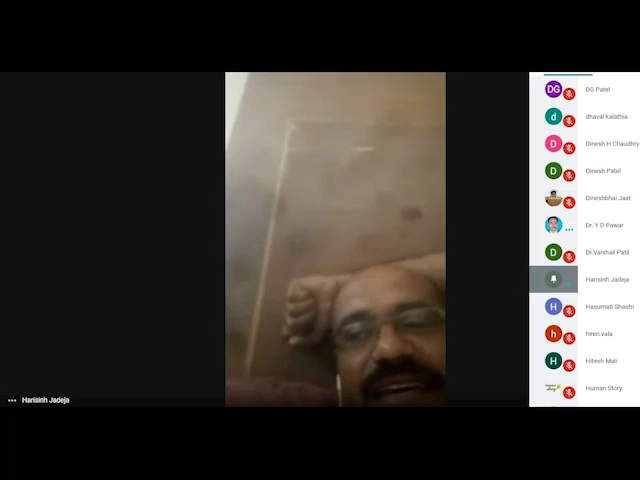 DG
DG Patel
d
dhaval kalathia
D
Dinesh H Chaudhry
D
Dinesh Patel
Dineshbhai Jaat
Dr. Y D Pawar
D
Dr.Vaishali Patil
Harisinh Jadeja
H
Hasumati Shastri
h
hiren vala
H
Hitesh Mali
Human Story
Harisinh Jadeja